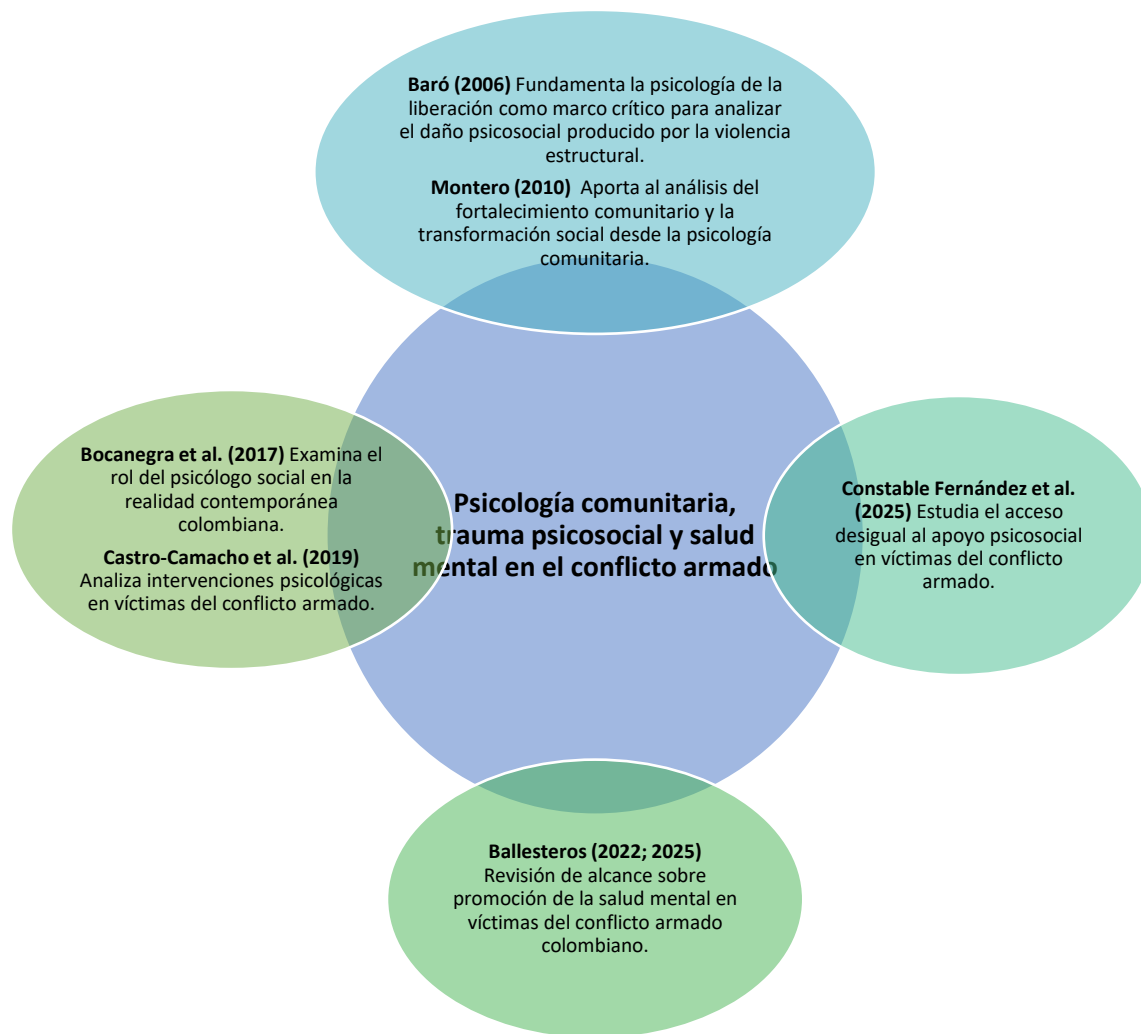 Baró (2006) Fundamenta la psicología de la
liberación como marco crítico para analizar
el daño psicosocial producido por la violencia
estructural.
Montero (2010) Aporta al análisis del
fortalecimiento comunitario y la
transformación social desde la psicología
comunitaria.
Bocanegra et al. (2017) Examina el
rol del psicólogo social en la
realidad contemporánea
colombiana.
Castro-Camacho et al. (2019)
Analiza intervenciones psicológicas
en víctimas del conflicto armado.
Psicología comunitaria,
trauma psicosocial y salud
mental en el conflicto armado
Constable Fernández et al.
(2025) Estudia el acceso
desigual al apoyo psicosocial
en víctimas del conflicto
armado.
Ballesteros (2022; 2025)
Revisión de alcance sobre
promoción de la salud mental en
víctimas del conflicto armado
colombiano.